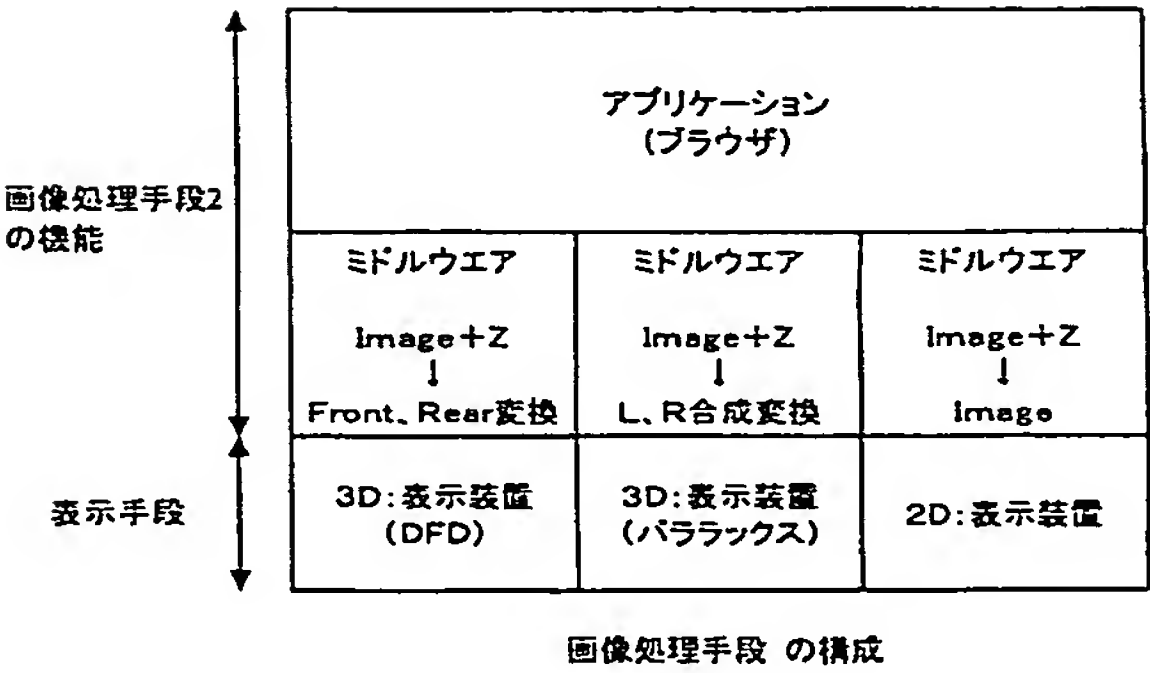 アプリケーション
(ブラウザ)
画像処理手段2
の機能
ミドルウエア
Image+Z
↓
Front、Rear変換
ミドルウエア
Image+Z
↓
L、R合成変換
ミドルウエア
Image+Z
↓
Image
表示手段
3D:表示装置
(DFD)
3D:表示装置
(パララックス)
2D:表示装置
画像処理手段 の構成